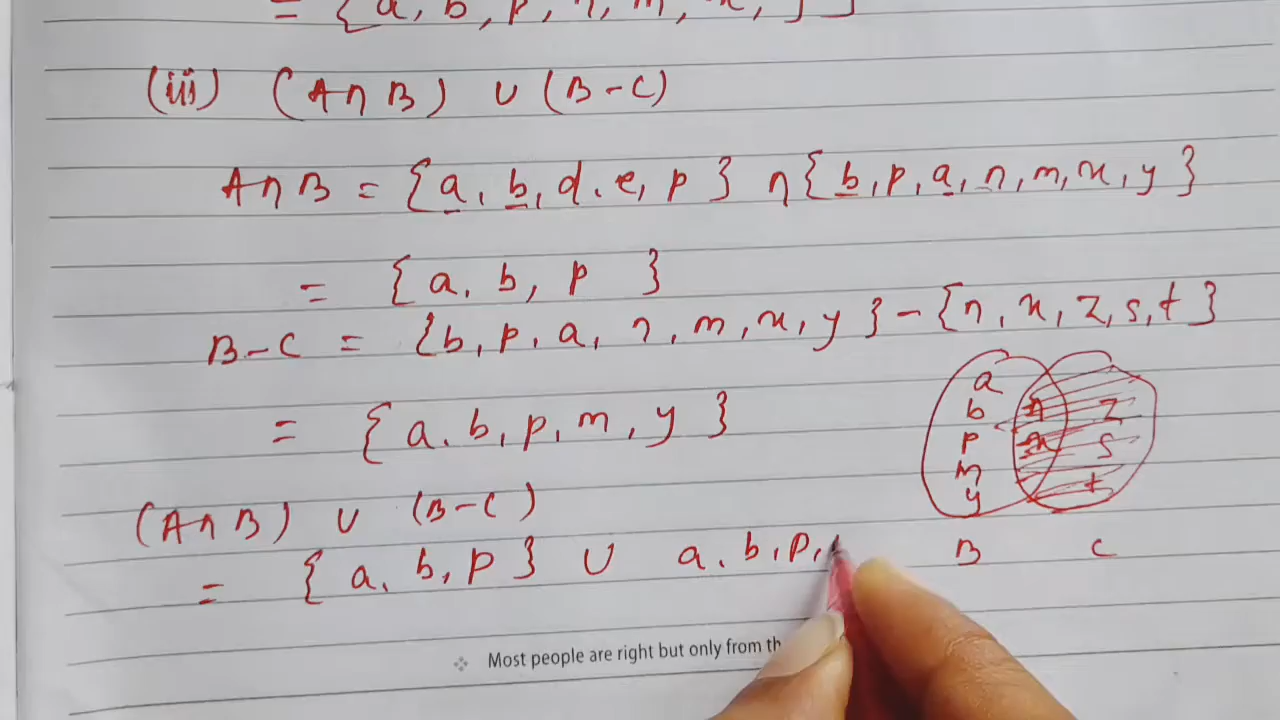 = { a, b, p, n, m, x, y }
(iii) (A∩B) ∪ (B-C)
A∩B = {a, b, d, e, p} ∩ {b, p, a, n, m, x, y}
= {a, b, p }
B-C = {b, p, a, n, m, x, y} - {n, x, z, s, t}
= {a, b, p, m, y}
a
b n z
p x s
m
y t
B C
(A∩B) ∪ (B-C)
= {a, b, p} ∪ a, b, p,
Most people are right but only from th